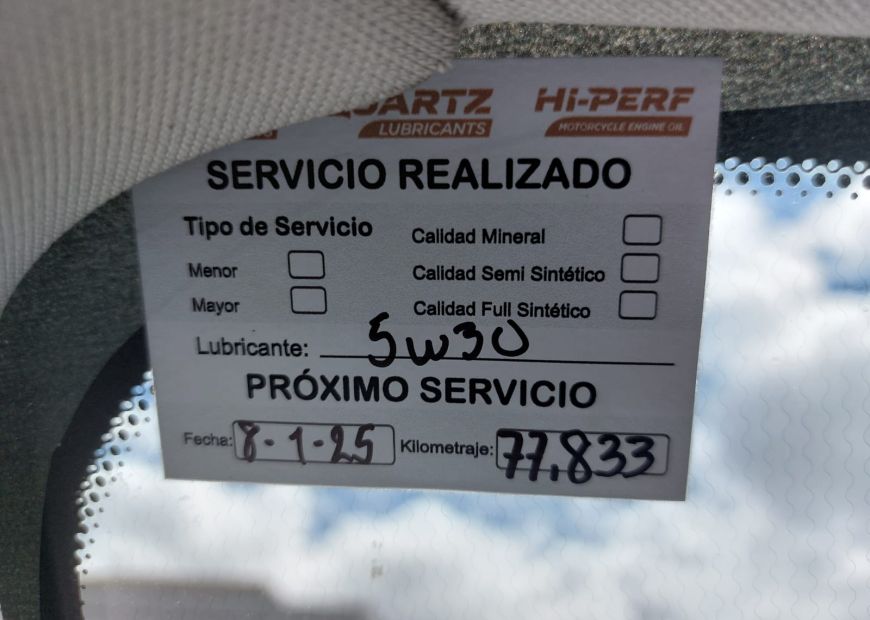 QUARTZ HI-PERF
LUBRICANTS MOTORCYCLE ENGINE OIL
SERVICIO REALIZADO
Tipo de Servicio Calidad Mineral
Menor Calidad Semi Sintético
Mayor Calidad Full Sintético
Lubricante: 5W30
PRÓXIMO SERVICIO
Fecha: 8-1-25 Kilometraje: 77.833